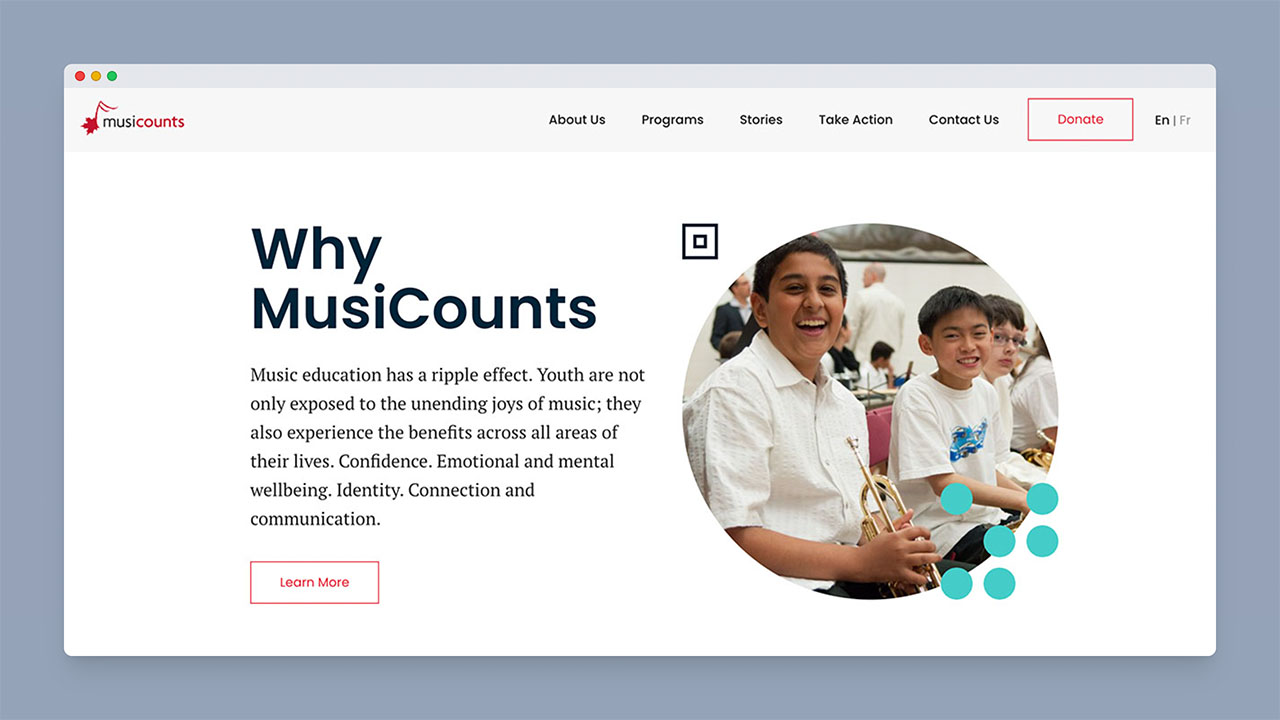 musicounts
About Us Programs Stories Take Action Contact Us Donate En | Fr
Why
MusiCounts
Music education has a ripple effect. Youth are not
only exposed to the unending joys of music; they
also experience the benefits across all areas of
their lives. Confidence. Emotional and mental
wellbeing. Identity. Connection and
communication.
Learn More